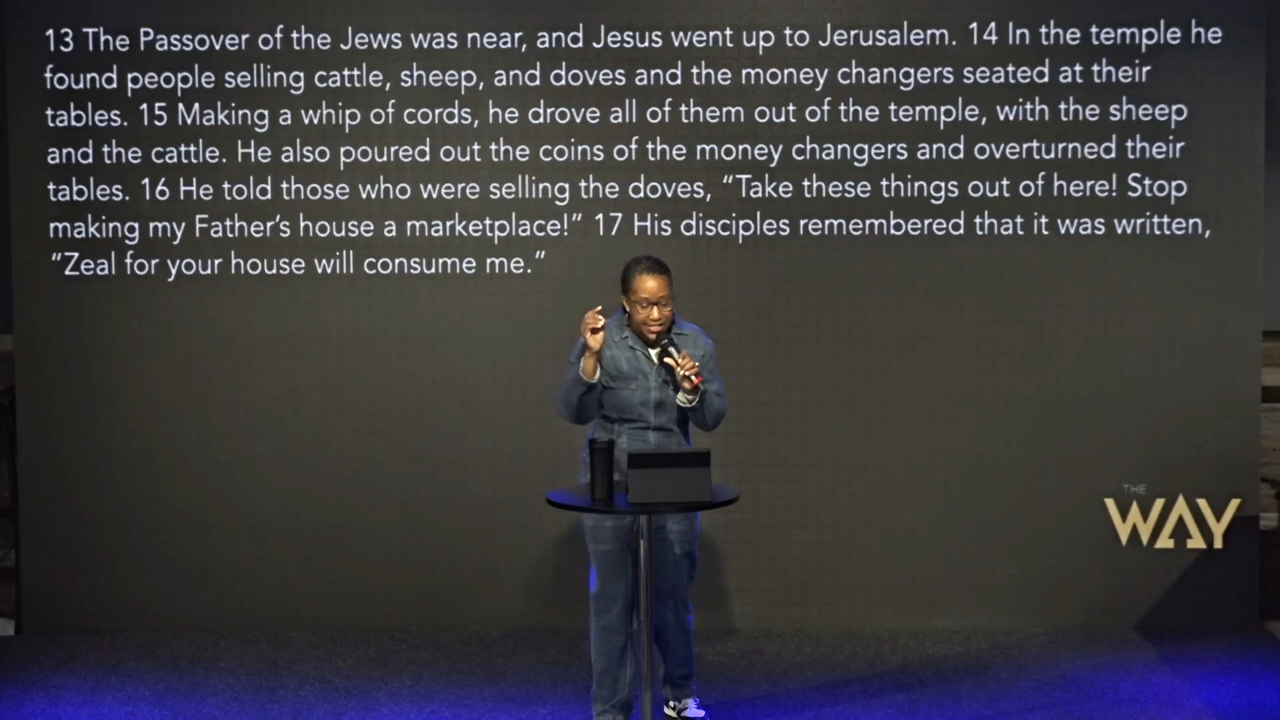 13 The Passover of the Jews was near, and Jesus went up to Jerusalem. 14 In the temple he
found people selling cattle, sheep, and doves and the money changers seated at their
tables. 15 Making a whip of cords, he drove all of them out of the temple, with the sheep
and the cattle. He also poured out the coins of the money changers and overturned their
tables. 16 He told those who were selling the doves, “Take these things out of here! Stop
making my Father’s house a marketplace!” 17 His disciples remembered that it was written,
“Zeal for your house will consume me.”
THE
WAY